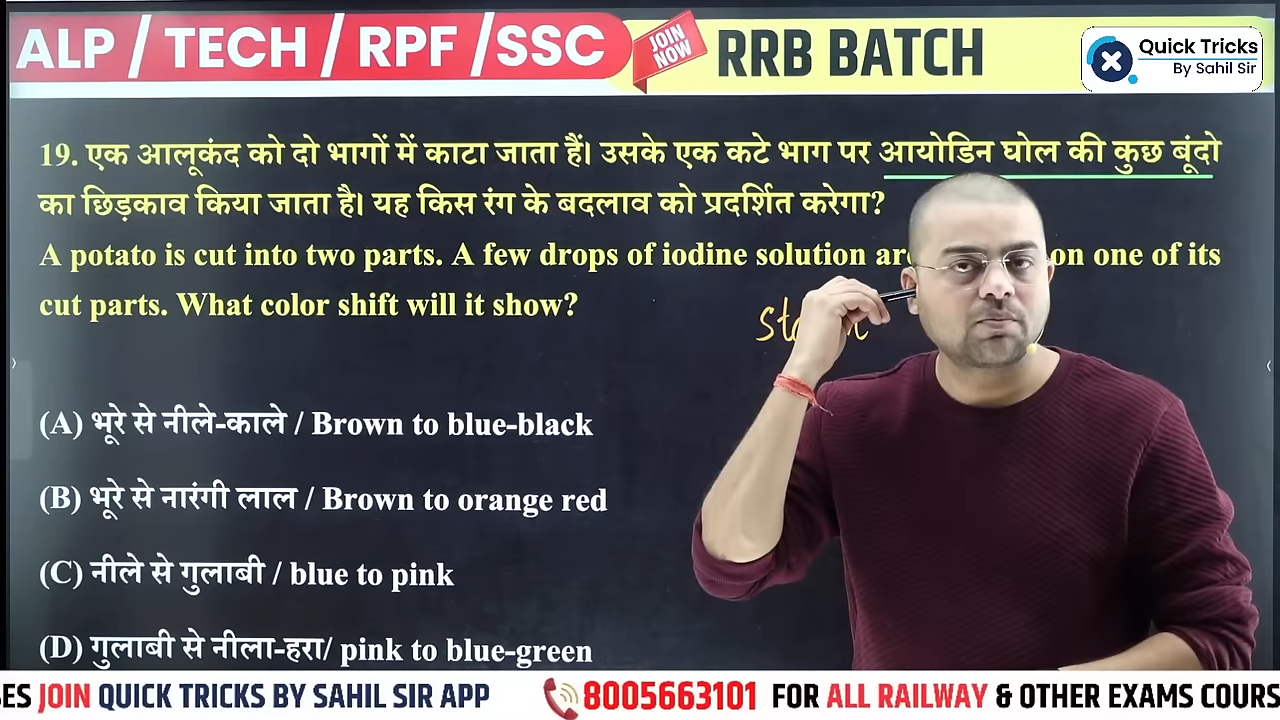 ALP / TECH / RPF / SSC
JOIN NOW
RRB BATCH
Quick Tricks
By Sahil Sir
19. एक आलूकंद को दो भागों में काटा जाता हैं। उसके एक कटे भाग पर आयोडिन घोल की कुछ बूंदो
का छिड़काव किया जाता है। यह किस रंग के बदलाव को प्रदर्शित करेगा?
A potato is cut into two parts. A few drops of iodine solution on one of its
cut parts. What color shift will it show?
(A) भूरे से नीले-काले / Brown to blue-black
(B) भूरे से नारंगी लाल / Brown to orange red
(C) नीले से गुलाबी / blue to pink
(D) गुलाबी से नीला-हरा/ pink to blue-green
JOIN QUICK TRICKS BY SAHIL SIR APP 8005663101 FOR ALL RAILWAY & OTHER EXAMS